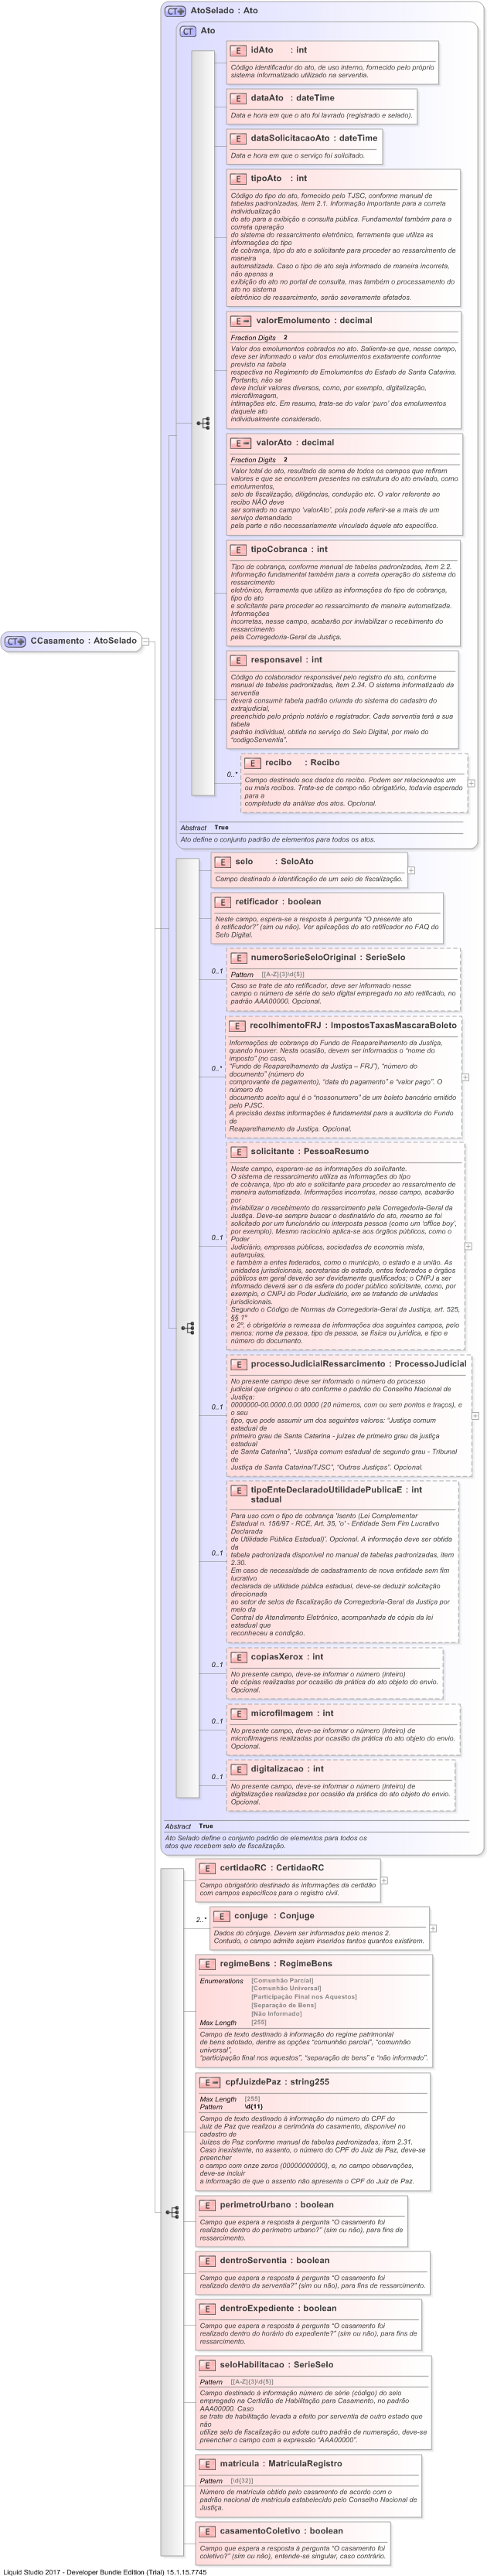 AtoSelado : Ato
Ato
idAto : int
Código identificador do ato, de uso interno, fornecido pelo próprio
sistema informatizado utilizado na serventia.
dataAto : dateTime
Data e hora em que o ato foi lavrado (registrado e selado).
dataSolicitacaoAto : dateTime
Data e hora em que o serviço foi solicitado.
tipoAto : int
Código do tipo do ato, fornecido pelo TJSC, conforme manual de
tabelas padronizadas, item 2.1. Informação importante para a correta
individualização
do ato para a exibição e consulta pública. Fundamental também para a
correta operação
do sistema do ressarcimento eletrônico, ferramenta que utiliza as
informações do tipo
de cobrança, tipo do ato e solicitante para proceder ao ressarcimento de
maneira
automatizada. Caso o tipo de ato seja informado de maneira incorreta,
não apenas a
exibição do ato no portal de consulta, mas também o processamento do
ato no sistema
eletrônico de ressarcimento, serão severamente afetados.
valorEmolumento : decimal
Fraction Digits 2
Valor dos emolumentos cobrados no ato. Salienta-se que, nesse campo,
deve ser informado o valor dos emolumentos exatamente conforme
previsto na tabela
respectiva no Regimento de Emolumentos do Estado de Santa Catarina.
Portanto, não se
deve incluir valores diversos, como, por exemplo, digitalização,
microfilmagem,
intimações etc. Em resumo, trata-se do valor 'puro' dos emolumentos
daquele ato
individualmente considerado.
valorAto : decimal
Fraction Digits 2
Valor total do ato, resultado da soma de todos os campos que refiram
valores e que se encontrem presentes na estrutura do ato enviado, como
emolumentos,
selo de fiscalização, diligências, condução etc. O valor referente ao
recibo NÃO deve
ser somado no campo 'valorAto', pois pode referir-se a mais de um
serviço demandado
pela parte e não necessariamente vinculado àquele ato específico.
tipoCobranca : int
Tipo de cobrança, conforme manual de tabelas padronizadas, item 2.2.
Informação fundamental também para a correta operação do sistema do
ressarcimento
eletrônico, ferramenta que utiliza as informações do tipo de cobrança,
tipo do ato
e solicitante para proceder ao ressarcimento de maneira automatizada.
Informações
incorretas, nesse campo, acabarão por inviabilizar o recebimento do
ressarcimento
pela Corregedoria-Geral da Justiça.
CCasamento : AtoSelado
responsavel : int
Código do colaborador responsável pelo registro do ato, conforme
manual de tabelas padronizadas, item 2.34. O sistema informatizado da
serventia
deverá consumir tabela padrão oriunda do sistema do cadastro do
extrajudicial,
preenchido pelo próprio notário e registrador. Cada serventia terá a sua
tabela
padrão individual, obtida no serviço do Selo Digital, por meio do
"codigoServentia".
recibo : Recibo
0..*
Campo destinado aos dados do recibo. Podem ser relacionados um
ou mais recibos. Trata-se de campo não obrigatório, todavia esperado
para a
completude da análise dos atos. Opcional.
Abstract True
Ato define o conjunto padrão de elementos para todos os atos.
selo : SeloAto
Campo destinado à identificação de um selo de fiscalização.
retificador : boolean
Neste campo, espera-se a resposta à pergunta "O presente ato
é retificador?" (sim ou não). Ver aplicações do ato retificador no FAQ do
Selo Digital.
numeroSerieSeloOriginal : SerieSelo
0..1
Pattern [[A-Z]{3}\d{5}]
Caso se trate de ato retificador, deve ser informado nesse
campo o número de série do selo digital empregado no ato retificado, no
padrão AAA00000. Opcional.
recolhimentoFRJ : ImpostosTaxasMascaraBoleto
0..*
Informações de cobrança do Fundo de Reaparelhamento da Justiça,
quando houver. Nesta ocasião, devem ser informados o "nome do
imposto" (no caso,
"Fundo de Reaparelhamento da Justiça – FRJ"), "número do
documento" (número do
comprovante de pagamento), "date do pagamento" e "valor pago". O
número do
documento aceito aqui é o "nossonumero" de um boleto bancário emitido
pelo PJSC.
A precisão destas informações é fundamental para a auditoria do Fundo
de
Reaparelhamento da Justiça. Opcional.
solicitante : PessoaResumo
0..1
Neste campo, esperam-se as informações do solicitante.
O sistema de ressarcimento utiliza as informações do tipo
de cobrança, tipo do ato e solicitante para proceder ao ressarcimento de
maneira automatizada. Informações incorretas, nesse campo, acabarão
por
inviabilizar o recebimento do ressarcimento pela Corregedoria-Geral da
Justiça. Deve-se sempre buscar o destinatário do ato, mesmo se foi
solicitado por um funcionário ou interposta pessoa (como um 'office boy',
por exemplo). Mesmo raciocínio aplica-se aos órgãos públicos, como o
Poder
Judiciário, empresas públicas, sociedades de economia mista,
autarquias,
e também a entes federados, como o município, o estado e a união. As
unidades jurisdicionais, secretarias de estado, entes federados e órgãos
públicos em geral deverão ser devidamente qualificados; o CNPJ a ser
informado deverá ser o da esfera do poder público solicitante, como, por
exemplo, o CNPJ do Poder Judiciário, em se tratando de unidades
jurisdicionais.
Segundo o Código de Normas da Corregedoria-Geral da Justiça, art. 525,
§§ 1º
e 2º, é obrigatória a remessa de informações dos seguintes campos, pelo
menos: nome da pessoa, tipo da pessoa, se física ou jurídica, e tipo e
número do documento.
processoJudicialRessarcimento : ProcessoJudicial
0..1
No presente campo deve ser informado o número do processo
judicial que originou o ato conforme o padrão do Conselho Nacional de
Justiça:
0000000-00.0000.0.00.0000 (20 números, com ou sem pontos e traços), e
o seu
tipo, que pode assumir um dos seguintes valores: "Justiça comum
estadual de
primeiro grau de Santa Catarina - juízes de primeiro grau da justiça
estadual
de Santa Catarina", "Justiça comum estadual de segundo grau - Tribunal
de
Justiça de Santa Catarina/TJSC", "Outras Justiças". Opcional.
tipoEnteDeclaradoUtilidadePublicaE : int
stadual
0..1
Para uso com o tipo de cobrança "Isento (Lei Complementar
Estadual n. 156/97 - RCE, Art. 35, 'o' - Entidade Sem Fim Lucrativo
Declarada
de Utilidade Pública Estadual)'. Opcional. A informação deve ser obtida
da
tabela padronizada disponível no manual de tabelas padronizadas, item
2.30.
Em caso de necessidade de cadastramento de nova entidade sem fim
lucrativo
declarada de utilidade pública estadual, deve-se deduzir solicitação
direcionada
ao setor de selos de fiscalização da Corregedoria-Geral da Justiça por
meio da
Central de Atendimento Eletrônico, acompanhada de cópia da lei
estadual que
reconheceu a condição.
copiasXerox : int
0..1
No presente campo, deve-se informar o número (inteiro)
de cópias realizadas por ocasião da prática do ato objeto do envio.
Opcional.
microfilmagem : int
0..1
No presente campo, deve-se informar o número (inteiro) de
microfilmagens realizadas por ocasião da prática do ato objeto do envio.
Opcional.
digitalizacao : int
0..1
No presente campo, deve-se informar o número (inteiro) de
digitalizações realizadas por ocasião da prática do ato objeto do envio.
Opcional.
Abstract True
Ato Selado define o conjunto padrão de elementos para todos os
atos que recebem selo de fiscalização.
certidaoRC : CertidaoRC
Campo obrigatório destinado às informações da certidão
com campos específicos para o registro civil.
conjuge : Conjuge
2..*
Dados do cônjuge. Devem ser informados pelo menos 2.
Contudo, o campo admite sejam inseridos tantos quantos existirem.
regimeBens : RegimeBens
Enumerations [Comunhão Parcial]
[Comunhão Universal]
[Participação Final nos Aquestos]
[Separação de Bens]
[Não Informado]
Max Length [255]
Campo de texto destinado à informação do regime patrimonial
de bens adotado, dentre as opções "comunhão parcial", "comunhão
universal",
"participação final nos aquestos", "separação de bens" e "não informado".
cpfJuizdePaz : string255
Max Length [255]
Pattern \d{11}
Campo de texto destinado à informação do número do CPF do
Juiz de Paz que realizou a cerimônia do casamento, disponível no
cadastro de
Juízes de Paz conforme manual de tabelas padronizadas, item 2.31.
Caso inexistente, no assento, o número do CPF do Juiz de Paz, deve-se
preencher
o campo com onze zeros (00000000000), e, no campo observações,
deve-se incluir
a informação de que o assento não apresenta o CPF do Juiz de Paz.
perimetroUrbano : boolean
Campo que espera a resposta à pergunta "O casamento foi
realizado dentro do perímetro urbano?" (sim ou não), para fins de
ressarcimento.
dentroServentia : boolean
Campo que espera a resposta à pergunta "O casamento foi
realizado dentro da serventia?" (sim ou não), para fins de ressarcimento.
dentroExpediente : boolean
Campo que espera a resposta à pergunta "O casamento foi
realizado dentro do horário do expediente?" (sim ou não), para fins de
ressarcimento.
seloHabilitacao : SerieSelo
Pattern [[A-Z]{3}\d{5}]
Campo destinado à informação número de série (código) do selo
empregado na Certidão de Habilitação para Casamento, no padrão
AAA00000. Caso
se trate de habilitação levada a efeito por serventia de outro estado que
não
utilize selo de fiscalização ou adote outro padrão de numeração, deve-se
preencher o campo com a expressão "AAA00000".
matricula : MatriculaRegistro
Pattern [\d{32}]
Número de matrícula obtido pelo casamento de acordo com o
padrão nacional de matrícula estabelecido pelo Conselho Nacional de
Justiça.
casamentoColetivo : boolean
Campo que espera a resposta à pergunta "O casamento foi
coletivo?" (sim ou não), entende-se singular, caso contrário.
Liquid Studio 2017 - Developer Bundle Edition (Trial) 15.1.15.7745